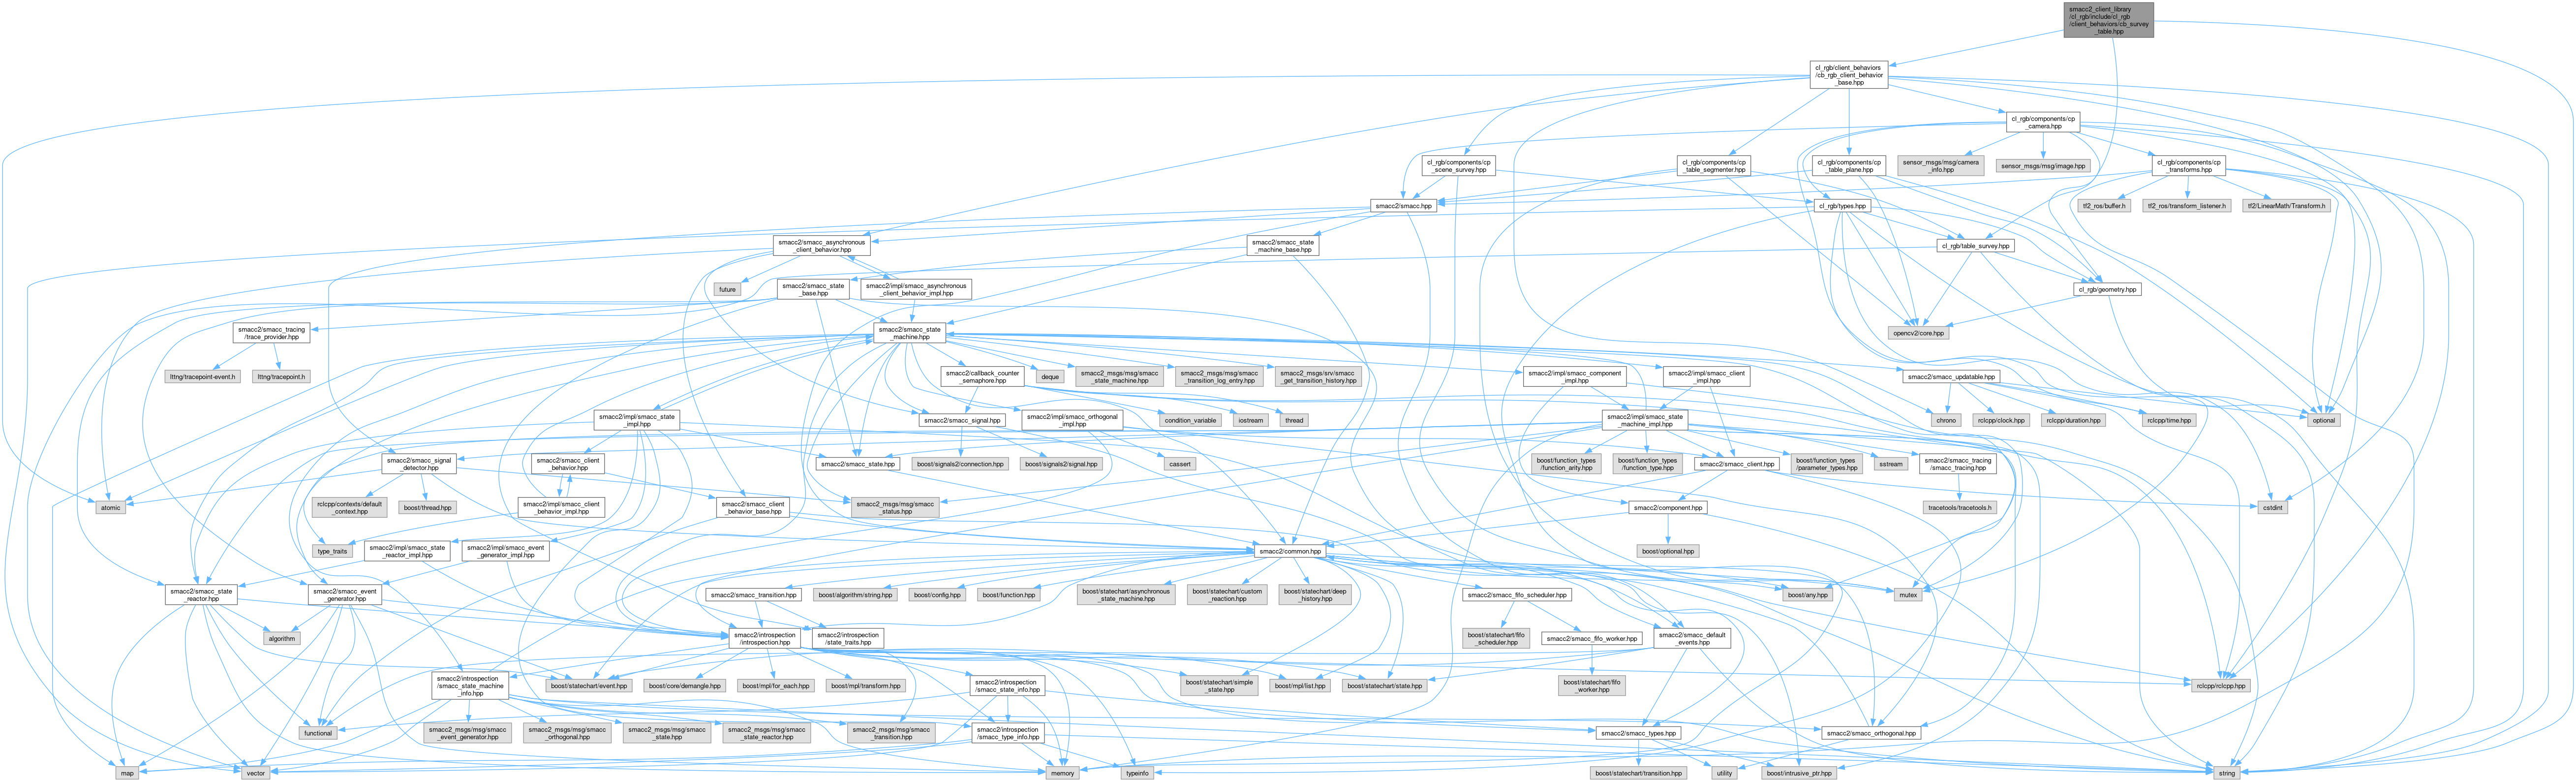 smacc2_client_library
/cl_rgb/include/cl_rgb
/client_behaviors/cb_survey
_table.hpp
cl_rgb/client_behaviors
/cb_rgb_client_behavior
_base.hpp
cl_rgb/components/cp
_camera.hpp
cl_rgb/components/cp
_scene_survey.hpp
cl_rgb/components/cp
_table_segmenter.hpp
cl_rgb/components/cp
_table_plane.hpp
sensor_msgs/msg/camera
_info.hpp
sensor_msgs/msg/image.hpp
cl_rgb/components/cp
_transforms.hpp
smacc2/smacc.hpp
cl_rgb/types.hpp
tf2_ros/buffer.h
tf2_ros/transform_listener.h
tf2/LinearMath/Transform.h
smacc2/smacc_asynchronous
_client_behavior.hpp
smacc2/smacc_state
_machine_base.hpp
cl_rgb/table_survey.hpp
future
smacc2/smacc_state
_base.hpp
smacc2/impl/smacc_asynchronous
_client_behavior_impl.hpp
cl_rgb/geometry.hpp
smacc2/smacc_tracing
/trace_provider.hpp
smacc2/smacc_state
_machine.hpp
opencv2/core.hpp
lttng/tracepoint-event.h
lttng/tracepoint.h
smacc2/callback_counter
_semaphore.hpp
deque
smacc2_msgs/msg/smacc
_state_machine.hpp
smacc2_msgs/msg/smacc
_transition_log_entry.hpp
smacc2_msgs/srv/smacc
_get_transition_history.hpp
smacc2/impl/smacc_component
_impl.hpp
smacc2/impl/smacc_client
_impl.hpp
smacc2/smacc_updatable.hpp
smacc2/impl/smacc_state
_impl.hpp
smacc2/smacc_signal.hpp
smacc2/impl/smacc_orthogonal
_impl.hpp
condition_variable
iostream
thread
smacc2/impl/smacc_state
_machine_impl.hpp
chrono
rclcpp/clock.hpp
rclcpp/duration.hpp
rclcpp/time.hpp
optional
smacc2/smacc_signal
_detector.hpp
smacc2/smacc_client
_behavior.hpp
smacc2/smacc_state.hpp
boost/signals2/connection.hpp
boost/signals2/signal.hpp
cassert
boost/function_types
/function_arity.hpp
boost/function_types
/function_type.hpp
smacc2/smacc_client.hpp
boost/function_types
/parameter_types.hpp
sstream
smacc2/smacc_tracing
/smacc_tracing.hpp
atomic
rclcpp/contexts/default
_context.hpp
boost/thread.hpp
smacc2/impl/smacc_client
_behavior_impl.hpp
smacc2/smacc_client
_behavior_base.hpp
smacc2_msgs/msg/smacc
_status.hpp
smacc2/component.hpp
tracetools/tracetools.h
cstdint
type_traits
smacc2/impl/smacc_state
_reactor_impl.hpp
smacc2/impl/smacc_event
_generator_impl.hpp
smacc2/common.hpp
boost/optional.hpp
smacc2/smacc_state
_reactor.hpp
smacc2/smacc_event
_generator.hpp
smacc2/smacc_transition.hpp
boost/algorithm/string.hpp
boost/config.hpp
boost/function.hpp
boost/statechart/asynchronous
_state_machine.hpp
boost/statechart/custom
_reaction.hpp
boost/statechart/deep
_history.hpp
smacc2/smacc_fifo_scheduler.hpp
boost/any.hpp
mutex
algorithm
smacc2/introspection
/introspection.hpp
smacc2/introspection
/state_traits.hpp
boost/statechart/fifo
_scheduler.hpp
smacc2/smacc_fifo_worker.hpp
smacc2/smacc_default
_events.hpp
smacc2/introspection
/smacc_state_machine
_info.hpp
boost/statechart/event.hpp
boost/core/demangle.hpp
boost/mpl/for_each.hpp
boost/mpl/transform.hpp
smacc2/introspection
/smacc_state_info.hpp
boost/statechart/simple
_state.hpp
boost/mpl/list.hpp
boost/statechart/state.hpp
boost/statechart/fifo
_worker.hpp
rclcpp/rclcpp.hpp
functional
smacc2_msgs/msg/smacc
_event_generator.hpp
smacc2_msgs/msg/smacc
_orthogonal.hpp
smacc2_msgs/msg/smacc
_state.hpp
smacc2_msgs/msg/smacc
_state_reactor.hpp
smacc2_msgs/msg/smacc
_transition.hpp
smacc2/introspection
/smacc_type_info.hpp
smacc2/smacc_types.hpp
smacc2/smacc_orthogonal.hpp
map
vector
memory
typeinfo
boost/statechart/transition.hpp
utility
boost/intrusive_ptr.hpp
string